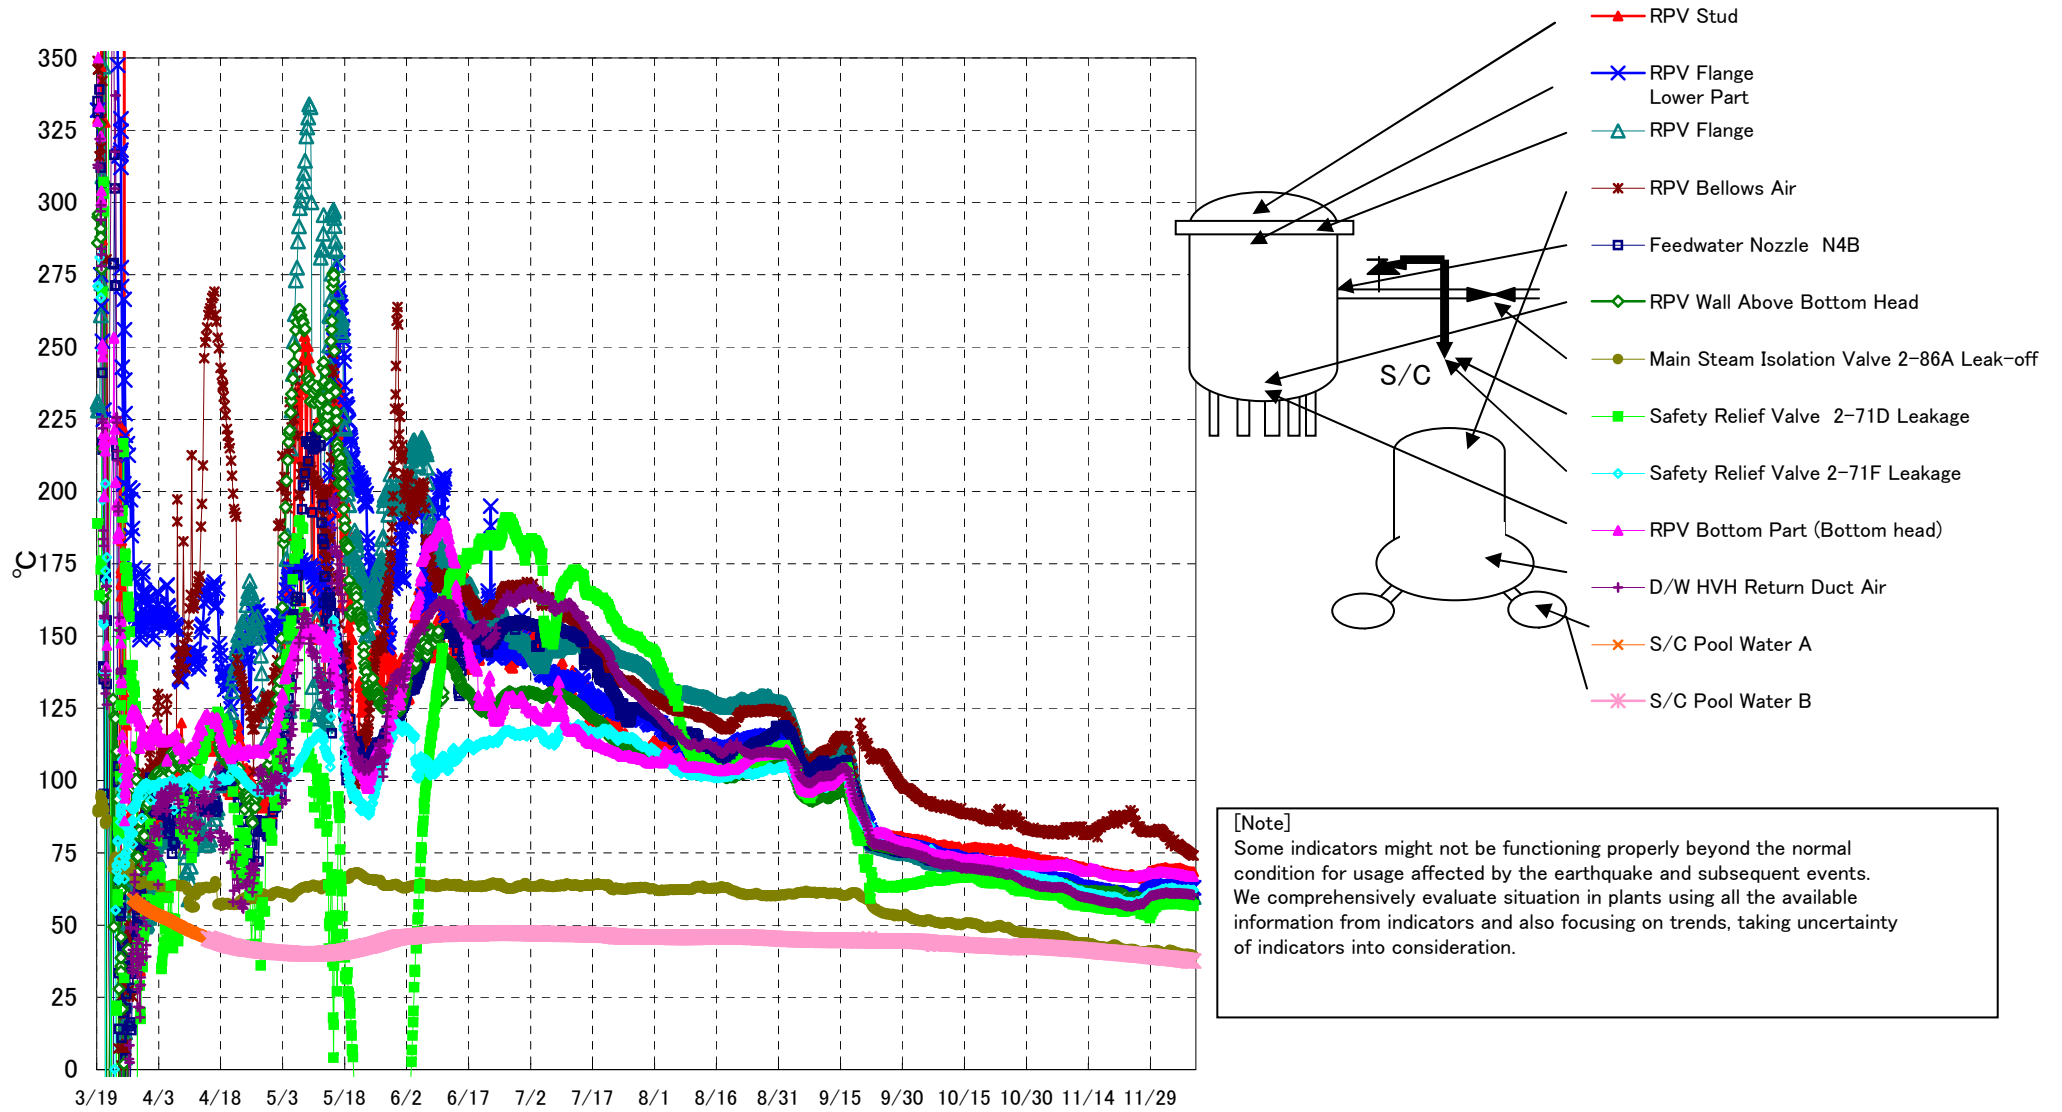 350
325
300
275
250
225
200
175
150
125
100
75
50
25
0
℃
3/19 4/3 4/18 5/3 5/18 6/2 6/17 7/2 7/17 8/1 8/16 8/31 9/15 9/30 10/15 10/30 11/14 11/29
RPV Stud
RPV Flange
Lower Part
RPV Flange
RPV Bellows Air
Feedwater Nozzle N4B
RPV Wall Above Bottom Head
Main Steam Isolation Valve 2-86A Leak-off
Safety Relief Valve 2-71D Leakage
Safety Relief Valve 2-71F Leakage
RPV Bottom Part (Bottom head)
D/W HVH Return Duct Air
S/C Pool Water A
S/C Pool Water B
S/C
[Note]
Some indicators might not be functioning properly beyond the normal
condition for usage affected by the earthquake and subsequent events.
We comprehensively evaluate situation in plants using all the available
information from indicators and also focusing on trends, taking uncertainty
of indicators into consideration.